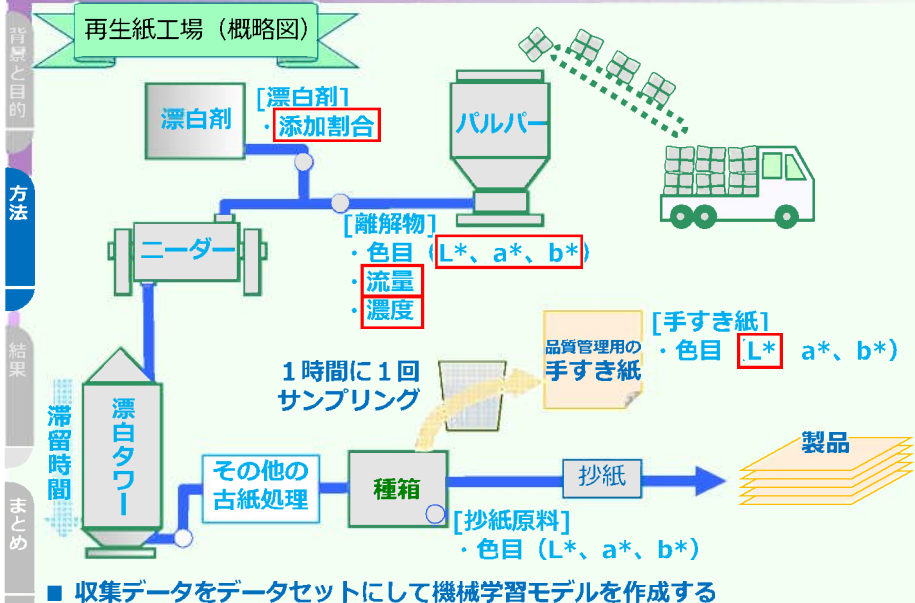 再生紙工場（概略図）
背景と目的
方法
結果
まとめ
漂白剤
[漂白剤]
・添加割合
パルパー
ニーダー
[離解物]
・色目（L*、a*、b*）
・流量
・濃度
１時間に１回
サンプリング
品質管理用の
手すき紙
[手すき紙]
・色目（L* a*、b*）
滞留時間
漂白タワー
その他の
古紙処理
種箱
抄紙
製品
[抄紙原料]
・色目（L*、a*、b*）
■ 収集データをデータセットにして機械学習モデルを作成する